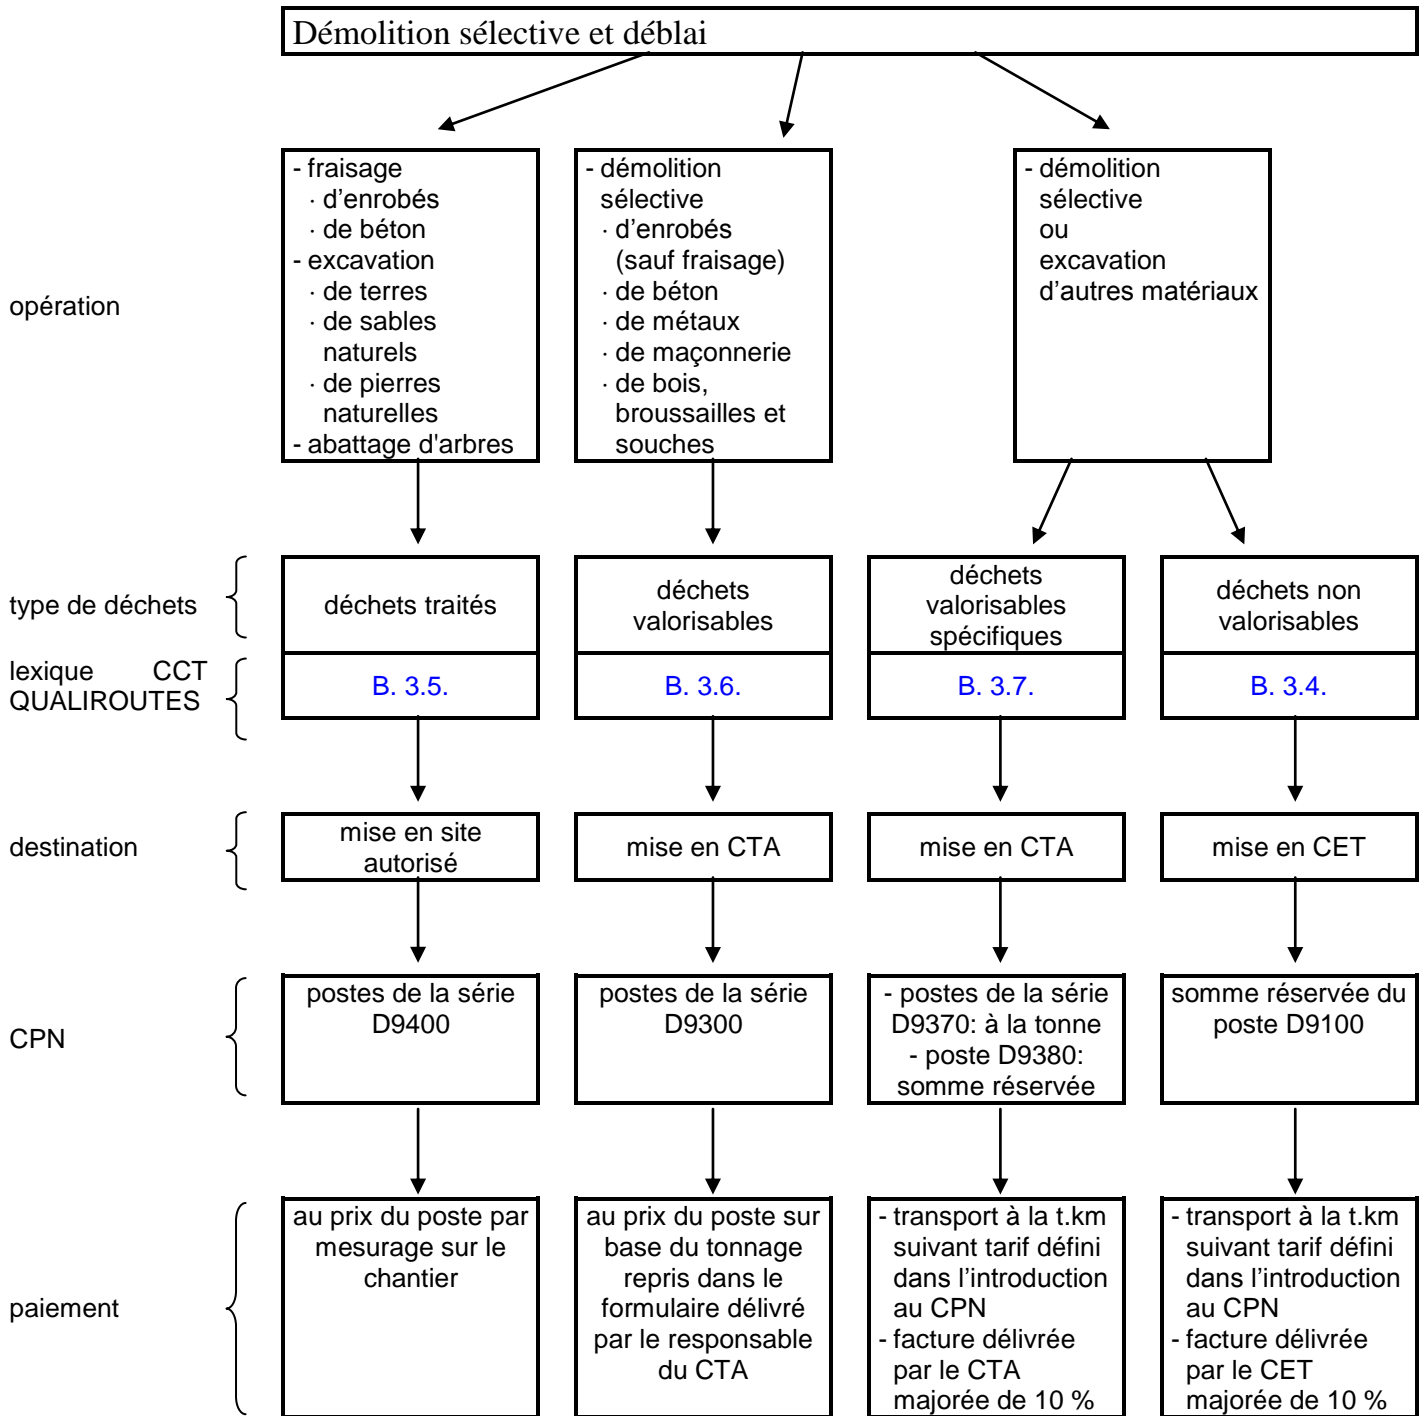 Démolition sélective et déblai
opération
- fraisage
· d'enrobés
· de béton
- excavation
· de terres
· de sables
naturels
· de pierres
naturelles
- abattage d'arbres
- démolition
sélective
· d'enrobés
(sauf fraisage)
· de béton
· de métaux
· de maçonnerie
· de bois,
broussailles et
souches
- démolition
sélective
ou
excavation
d'autres matériaux
type de déchets
déchets traités
déchets
valorisables
déchets
valorisables
spécifiques
déchets non
valorisables
lexique CCT
QUALIROUTES
B. 3.5.
B. 3.6.
B. 3.7.
B. 3.4.
destination
mise en site
autorisé
mise en CTA
mise en CTA
mise en CET
CPN
postes de la série
D9400
postes de la série
D9300
- postes de la série
D9370: à la tonne
- poste D9380:
somme réservée
somme réservée du
poste D9100
paiement
au prix du poste par
mesurage sur le
chantier
au prix du poste sur
base du tonnage
repris dans le
formulaire délivré
par le responsable
du CTA
- transport à la t.km
suivant tarif défini
dans l'introduction
au CPN
- facture délivrée
par le CTA
majorée de 10 %
- transport à la t.km
suivant tarif défini
dans l'introduction
au CPN
- facture délivrée
par le CET
majorée de 10 %